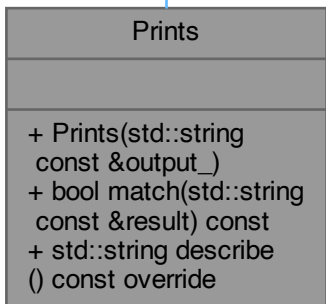 Prints
+ Prints(std::string
const &output_)
+ bool match(std::string
const &result) const
+ std::string describe
() const override